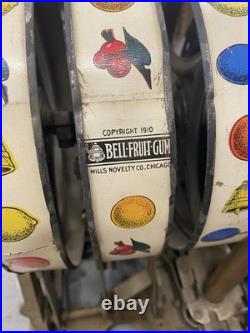 COPYRIGHT 1910
BELL-FRUIT-GUM
MILLS NOVELTY CO., CHICAGO